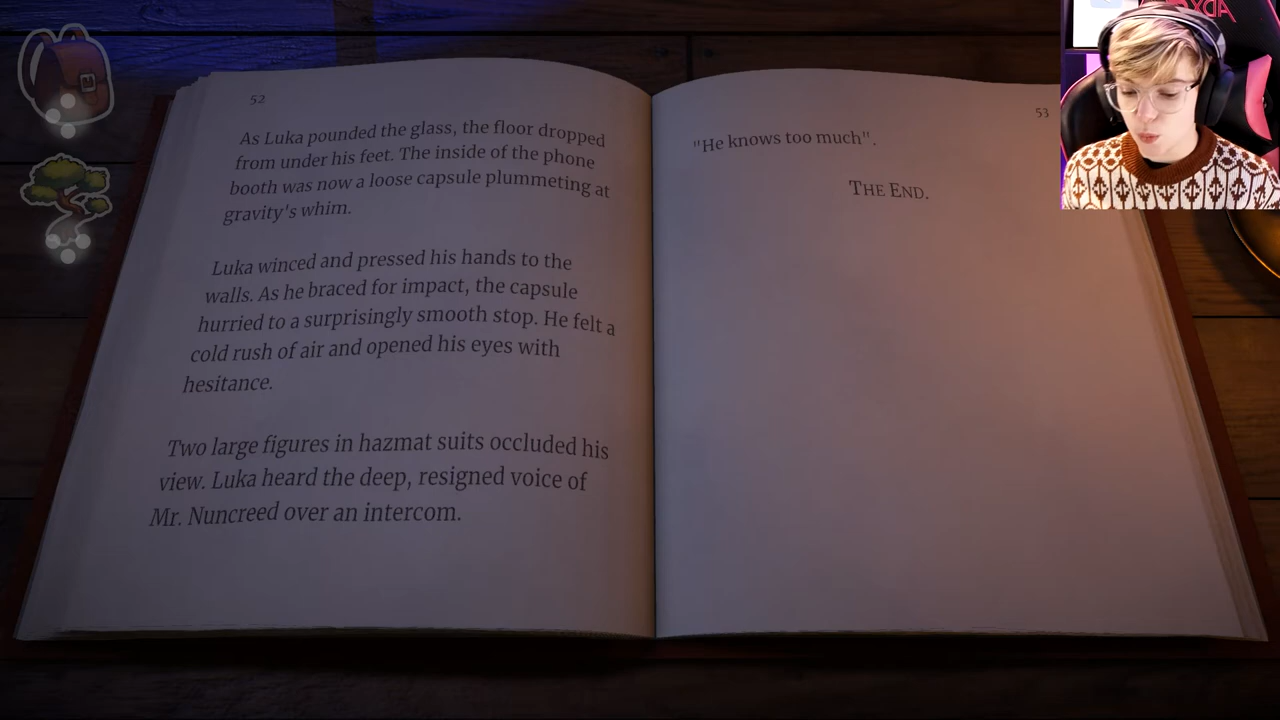 52
As Luka pounded the glass, the floor dropped
from under his feet. The inside of the phone
booth was now a loose capsule plummeting at
gravity's whim.
Luka winced and pressed his hands to the
walls. As he braced for impact, the capsule
hurried to a surprisingly smooth stop. He felt a
cold rush of air and opened his eyes with
hesitance.
Two large figures in hazmat suits occluded his
view. Luka heard the deep, resigned voice of
Mr. Nuncreed over an intercom.
53
"He knows too much".
THE END.